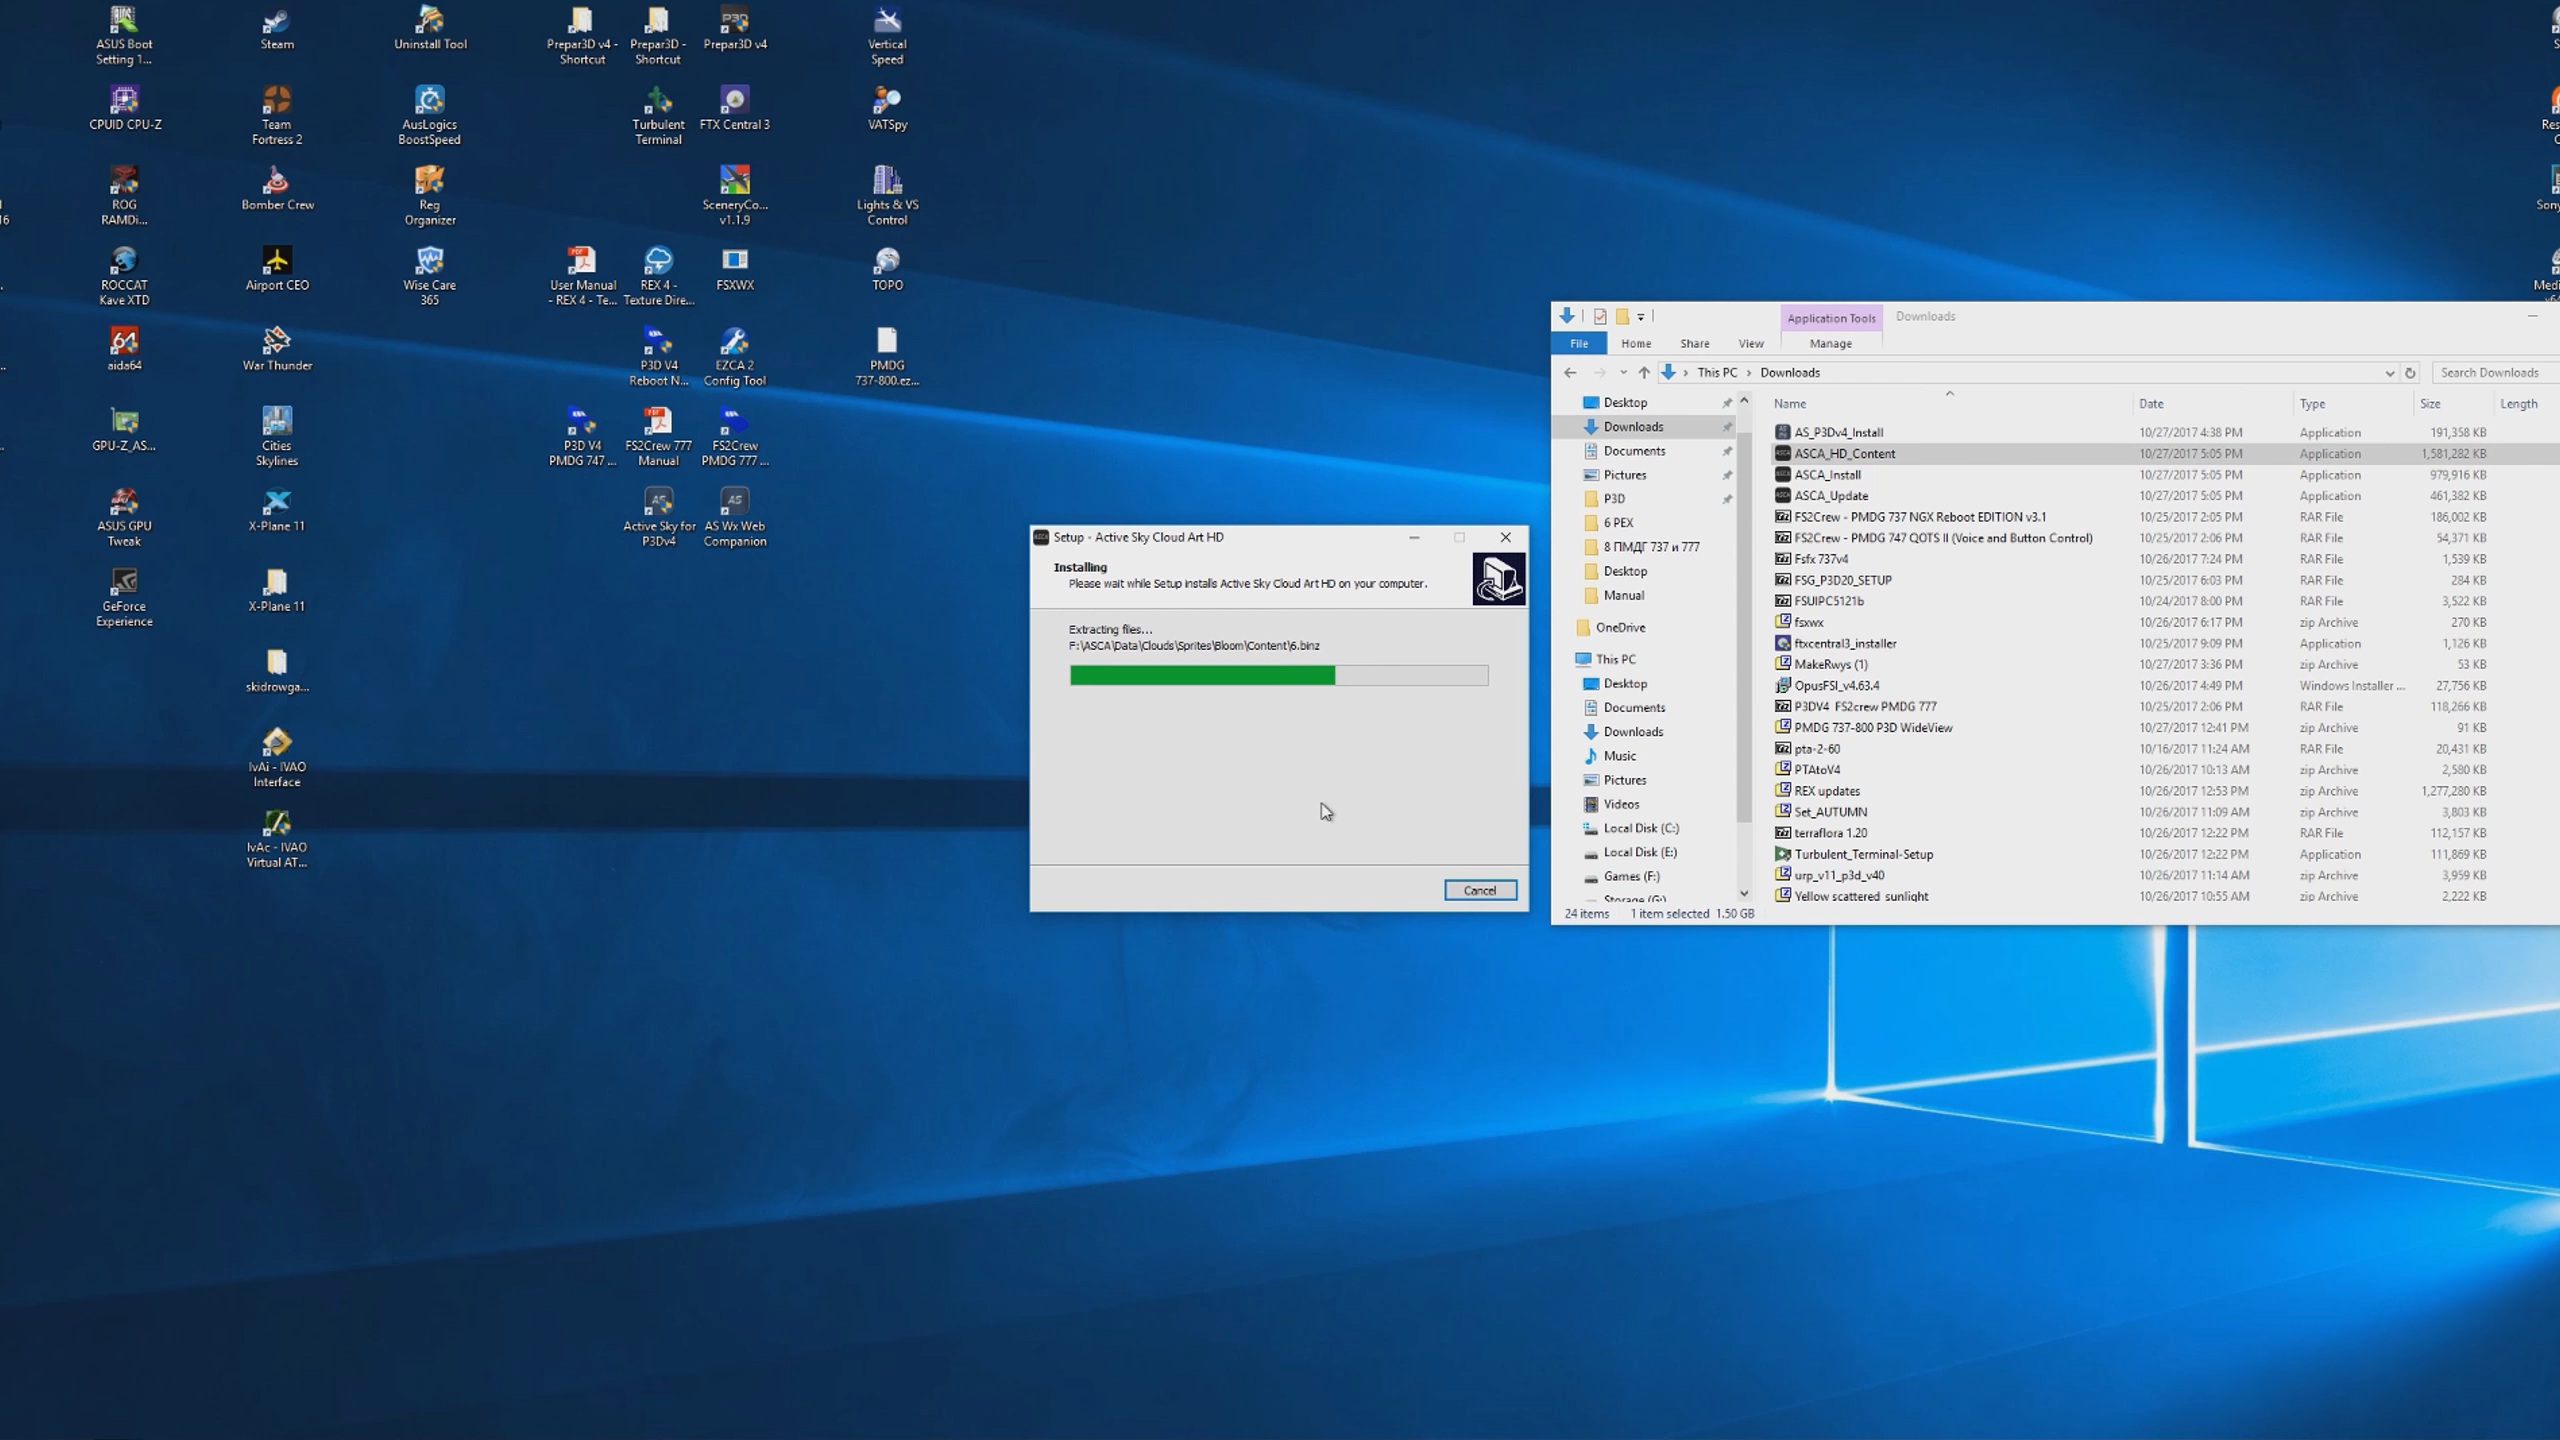 ASUS Boot
Setting 1...
Steam
Uninstall Tool
Prepar3D v4 -
Shortcut
Prepar3D -
Shortcut
Prepar3D v4
Vertical
Speed
CPUID CPU-Z
Team
Fortress 2
AusLogics
BoostSpeed
Turbulent
Terminal
FTX Central 3
VATSpy
ROG
RAMDi...
Bomber Crew
Reg
Organizer
SceneryCo...
v1.1.9
Lights & VS
Control
ROCCAT
Kave XTD
Airport CEO
Wise Care
365
User Manual
- REX 4 - Te...
REX 4 -
Texture Dire...
FSXWX
TOPO
aida64
War Thunder
P3D V4
Reboot N...
EZCA 2
Config Tool
PMDG
737-800.ez...
GPU-Z_AS...
Cities
Skylines
P3D V4
PMDG 747 ...
FS2Crew 777
Manual
FS2Crew
PMDG 777 ...
ASUS GPU
Tweak
X-Plane 11
Active Sky for
P3Dv4
AS Wx Web
Companion
GeForce
Experience
X-Plane 11
skidrowga...
IvAi - IVAO
Interface
IvAc - IVAO
Virtual AT...
Setup - Active Sky Cloud Art HD
Installing
Please wait while Setup installs Active Sky Cloud Art HD on your computer.
Extracting files...
F:\ASCA\Data\Clouds\Sprites\Bloom\Content\6.binz
Cancel
Application Tools
Downloads
File Home Share View Manage
This PC > Downloads
Search Downloads
Desktop
Downloads
Documents
Pictures
P3D
6 PEX
8 ПМДГ 737 и 777
Desktop
Manual
OneDrive
This PC
Desktop
Documents
Downloads
Music
Pictures
Videos
Local Disk (C:)
Local Disk (E:)
Games (F:)
Storage (G:)
Name Date Type Size Length
AS_P3Dv4_Install 10/27/2017 4:38 PM Application 191,358 KB
ASCA_HD_Content 10/27/2017 5:05 PM Application 1,581,282 KB
ASCA_Install 10/27/2017 5:05 PM Application 979,916 KB
ASCA_Update 10/27/2017 5:05 PM Application 461,382 KB
FS2Crew - PMDG 737 NGX Reboot EDITION v3.1 10/25/2017 2:05 PM RAR File 186,002 KB
FS2Crew - PMDG 747 QOTS II (Voice and Button Control) 10/25/2017 2:06 PM RAR File 54,371 KB
Fsfx 737v4 10/26/2017 7:24 PM RAR File 1,539 KB
FSG_P3D20_SETUP 10/25/2017 6:03 PM RAR File 284 KB
FSUIPC5121b 10/24/2017 8:00 PM RAR File 3,522 KB
fsxwx 10/26/2017 6:17 PM zip Archive 270 KB
ftxcentral3_installer 10/25/2017 9:09 PM Application 1,126 KB
MakeRwys (1) 10/27/2017 3:36 PM zip Archive 53 KB
OpusFSI_v4.63.4 10/26/2017 4:49 PM Windows Installer ... 27,756 KB
P3DV4 FS2crew PMDG 777 10/25/2017 2:06 PM RAR File 118,266 KB
PMDG 737-800 P3D WideView 10/27/2017 12:41 PM zip Archive 91 KB
pta-2-60 10/16/2017 11:24 AM RAR File 20,431 KB
PTAtoV4 10/26/2017 10:13 AM zip Archive 2,580 KB
REX updates 10/26/2017 12:53 PM zip Archive 1,277,280 KB
Set_AUTUMN 10/26/2017 11:09 AM zip Archive 3,803 KB
terraflora 1.20 10/26/2017 12:22 PM RAR File 112,157 KB
Turbulent_Terminal-Setup 10/26/2017 12:22 PM Application 111,869 KB
urp_v11_p3d_v40 10/26/2017 11:14 AM zip Archive 3,959 KB
Yellow scattered sunlight 10/26/2017 10:55 AM zip Archive 2,222 KB
24 items 1 item selected 1.50 GB